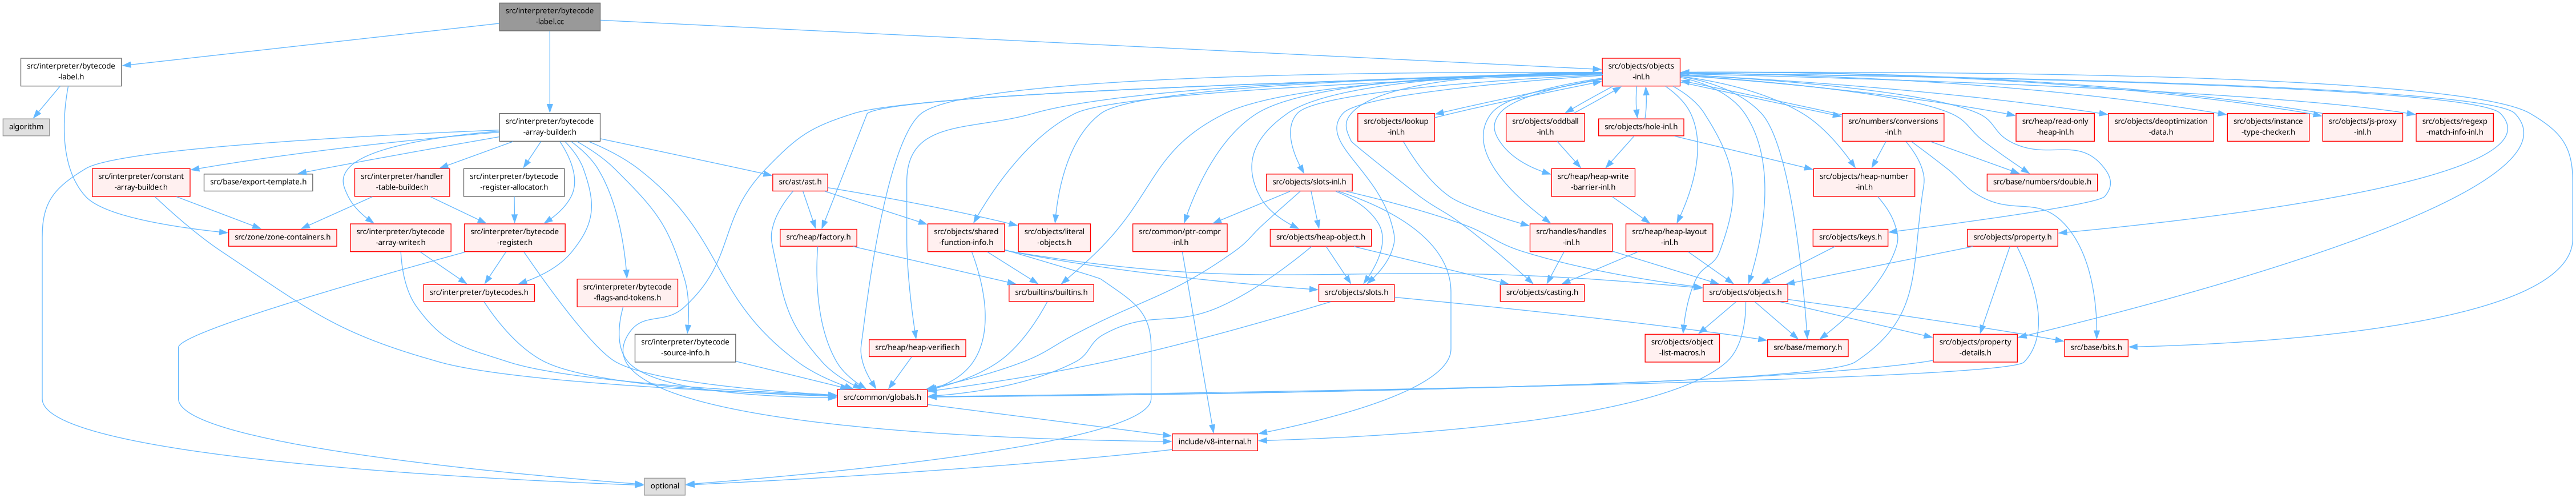 src/interpreter/bytecode
-label.cc
src/interpreter/bytecode
-label.h
src/objects/objects
-inl.h
algorithm
src/interpreter/bytecode
-array-builder.h
src/objects/lookup
-inl.h
src/objects/oddball
-inl.h
src/objects/hole-inl.h
src/numbers/conversions
-inl.h
src/heap/read-only
-heap-inl.h
src/objects/deoptimization
-data.h
src/objects/instance
-type-checker.h
src/objects/js-proxy
-inl.h
src/objects/regexp
-match-info-inl.h
src/interpreter/constant
-array-builder.h
src/base/export-template.h
src/interpreter/handler
-table-builder.h
src/interpreter/bytecode
-register-allocator.h
src/ast/ast.h
src/objects/slots-inl.h
src/heap/heap-write
-barrier-inl.h
src/objects/heap-number
-inl.h
src/base/numbers/double.h
src/zone/zone-containers.h
src/interpreter/bytecode
-array-writer.h
src/interpreter/bytecode
-register.h
src/heap/factory.h
src/objects/shared
-function-info.h
src/objects/literal
-objects.h
src/common/ptr-compr
-inl.h
src/objects/heap-object.h
src/handles/handles
-inl.h
src/heap/heap-layout
-inl.h
src/objects/keys.h
src/objects/property.h
src/interpreter/bytecodes.h
src/interpreter/bytecode
-flags-and-tokens.h
src/builtins/builtins.h
src/objects/slots.h
src/objects/casting.h
src/objects/objects.h
src/interpreter/bytecode
-source-info.h
src/heap/heap-verifier.h
src/objects/object
-list-macros.h
src/base/memory.h
src/objects/property
-details.h
src/base/bits.h
src/common/globals.h
include/v8-internal.h
optional